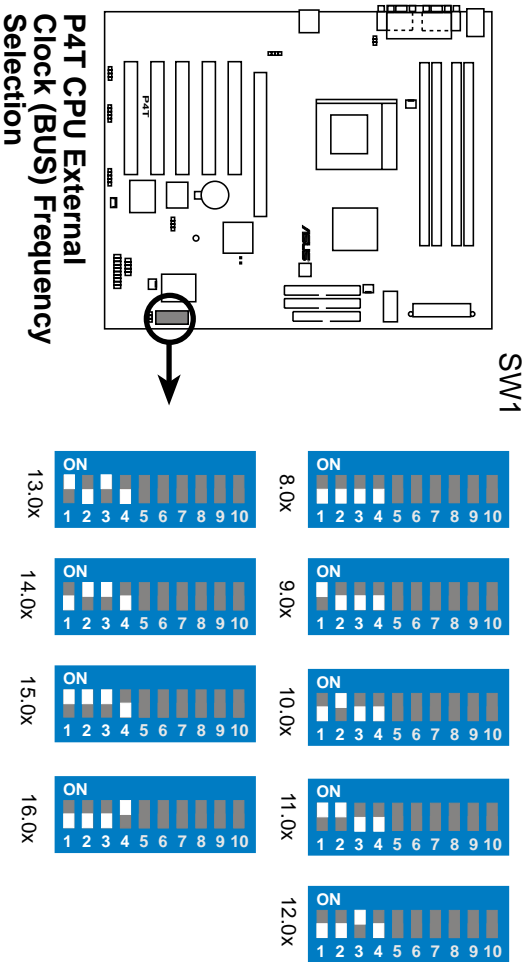 P4T CPU External
Clock (BUS) Frequency
Selection
P4T
ASUS
SW1
ON
1 2 3 4 5 6 7 8 9 10
8.0x
ON
1 2 3 4 5 6 7 8 9 10
9.0x
ON
1 2 3 4 5 6 7 8 9 10
10.0x
ON
1 2 3 4 5 6 7 8 9 10
11.0x
ON
1 2 3 4 5 6 7 8 9 10
12.0x
ON
1 2 3 4 5 6 7 8 9 10
13.0x
ON
1 2 3 4 5 6 7 8 9 10
14.0x
ON
1 2 3 4 5 6 7 8 9 10
15.0x
ON
1 2 3 4 5 6 7 8 9 10
16.0x